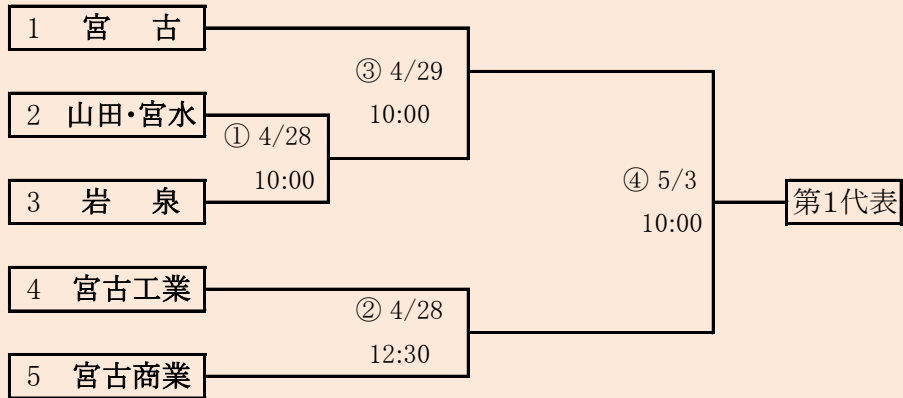 1 宮 古
③ 4/29
10:00
2 山田・宮水
① 4/28
10:00
3 岩 泉
④ 5/3
10:00
第1代表
4 宮古工業
② 4/28
12:30
5 宮古商業